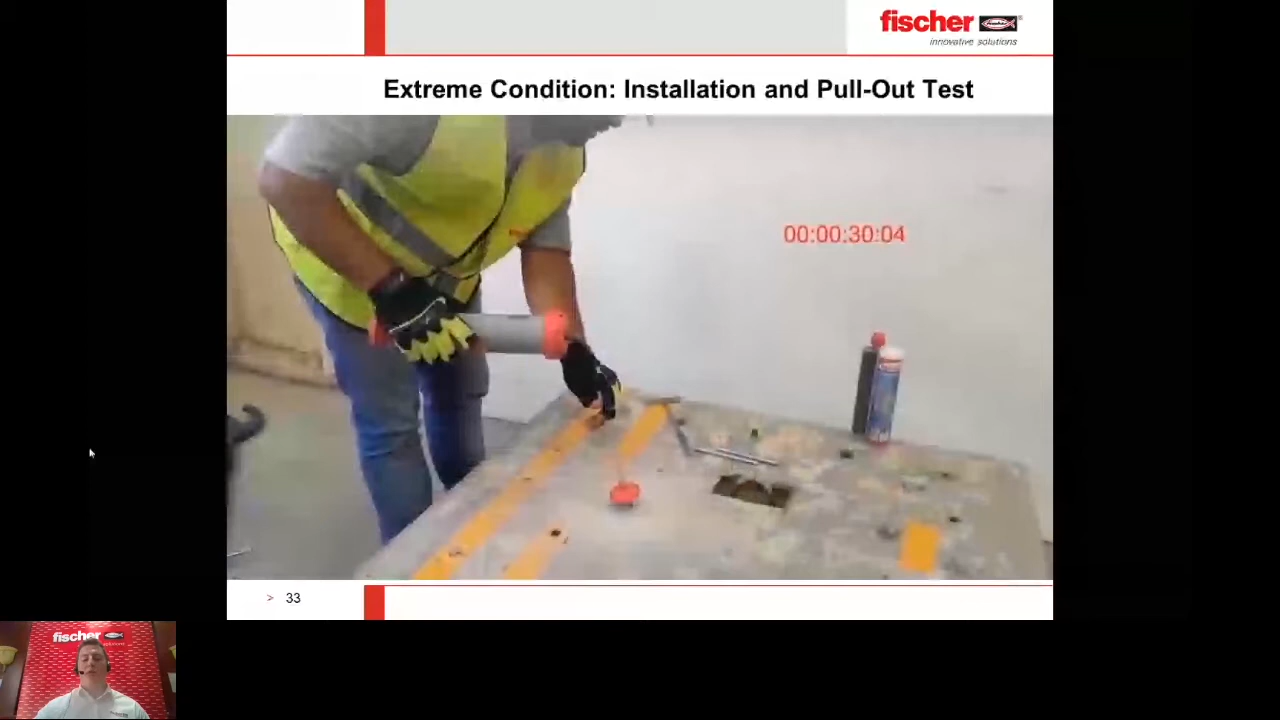 fischer
innovative solutions
Extreme Condition: Installation and Pull-Out Test
00:00:30:04
> 33
fischer